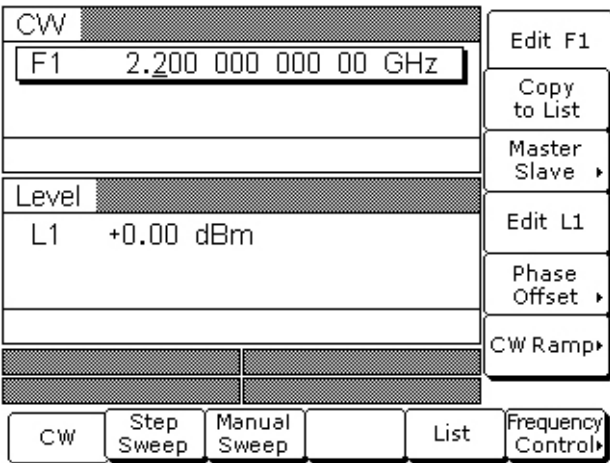 CW
F1 2.200 000 000 00 GHz
Level
L1 +0.00 dBm
Edit F1
Copy
to List
Master
Slave
Edit L1
Phase
Offset
CW Ramp
CW
Step
Sweep
Manual
Sweep
List
Frequency
Control